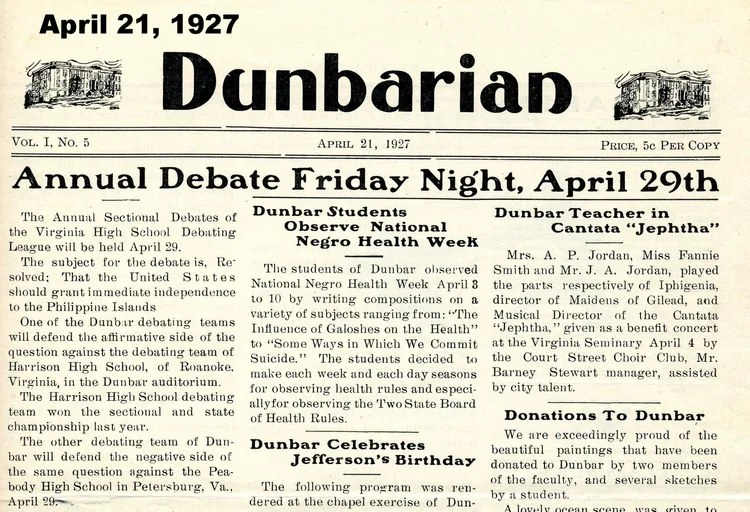 April 21, 1927
Dunbarian
VOL. I, NO. 5
APRIL 21, 1927
PRICE, 5c PER COPY
Annual Debate Friday Night, April 29th
The Annual Sectional Debates of
the Virginia High School Debating
League will be held April 29.
The subject for the debate is, Re-
solved; That the United States
should grant immediate independence
to the Philippine Islands
One of the Dunbar debating teams
will defend the affirmative side of the
question against the debating team of
Harrison High School, of Roanoke,
Virginia, in the Dunbar auditorium.
The Harrison High School debating
team won the sectional and state
championship last year.
The other debating team of Dun-
bar will defend the negative side of
the same question against the Pea-
body High School in Petersburg, Va.,
April 29.
Dunbar Students
Observe National
Negro Health Week
The students of Dunbar observed
National Negro Health Week April 3
to 10 by writing compositions on a
variety of subjects ranging from: "The
Influence of Galoshes on the Health"
to "Some Ways in Which We Commit
Suicide." The students decided to
make each week and each day seasons
for observing health rules and especi-
allyfor observing the Two State Board
of Health Rules.
Dunbar Celebrates
Jefferson's Birthday
The following program was ren-
dered at the chapel exercise of Dun-
Dunbar Teacher in
Cantata "Jephtha"
Mrs. A. P. Jordan, Miss Fannie
Smith and Mr. J. A. Jordan, played
the parts respectively of Iphigenia,
director of Maidens of Gilead, and
Musical Director of the Cantata
"Jephtha," given as a benefit concert
at the Virginia Seminary April 4 by
the Court Street Choir Club, Mr.
Barney Stewart manager, assisted
by city talent.
Donations To Dunbar
We are exceedingly proud of the
beautiful paintings that have been
donated to Dunbar by two members
of the faculty, and several sketches
by a student.
A lovely ocean scene was given to